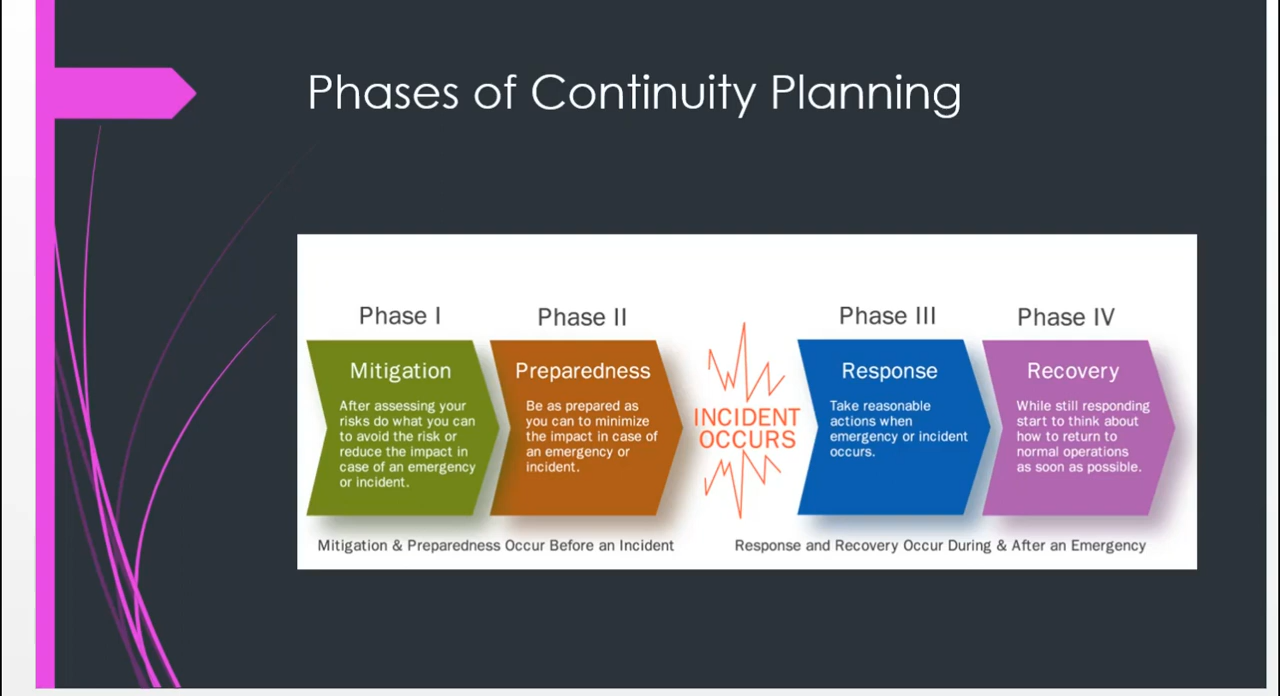 Phases of Continuity Planning
Phase I
Mitigation
After assessing your
risks do what you can
to avoid the risk or
reduce the impact in
case of an emergency
or incident.
Phase II
Preparedness
Be as prepared as
you can to minimize
the impact in case of
an emergency or
incident.
INCIDENT
OCCURS
Phase III
Response
Take reasonable
actions when
emergency or incident
occurs.
Phase IV
Recovery
While still responding
start to think about
how to return to
normal operations
as soon as possible.
Mitigation & Preparedness Occur Before an Incident
Response and Recovery Occur During & After an Emergency